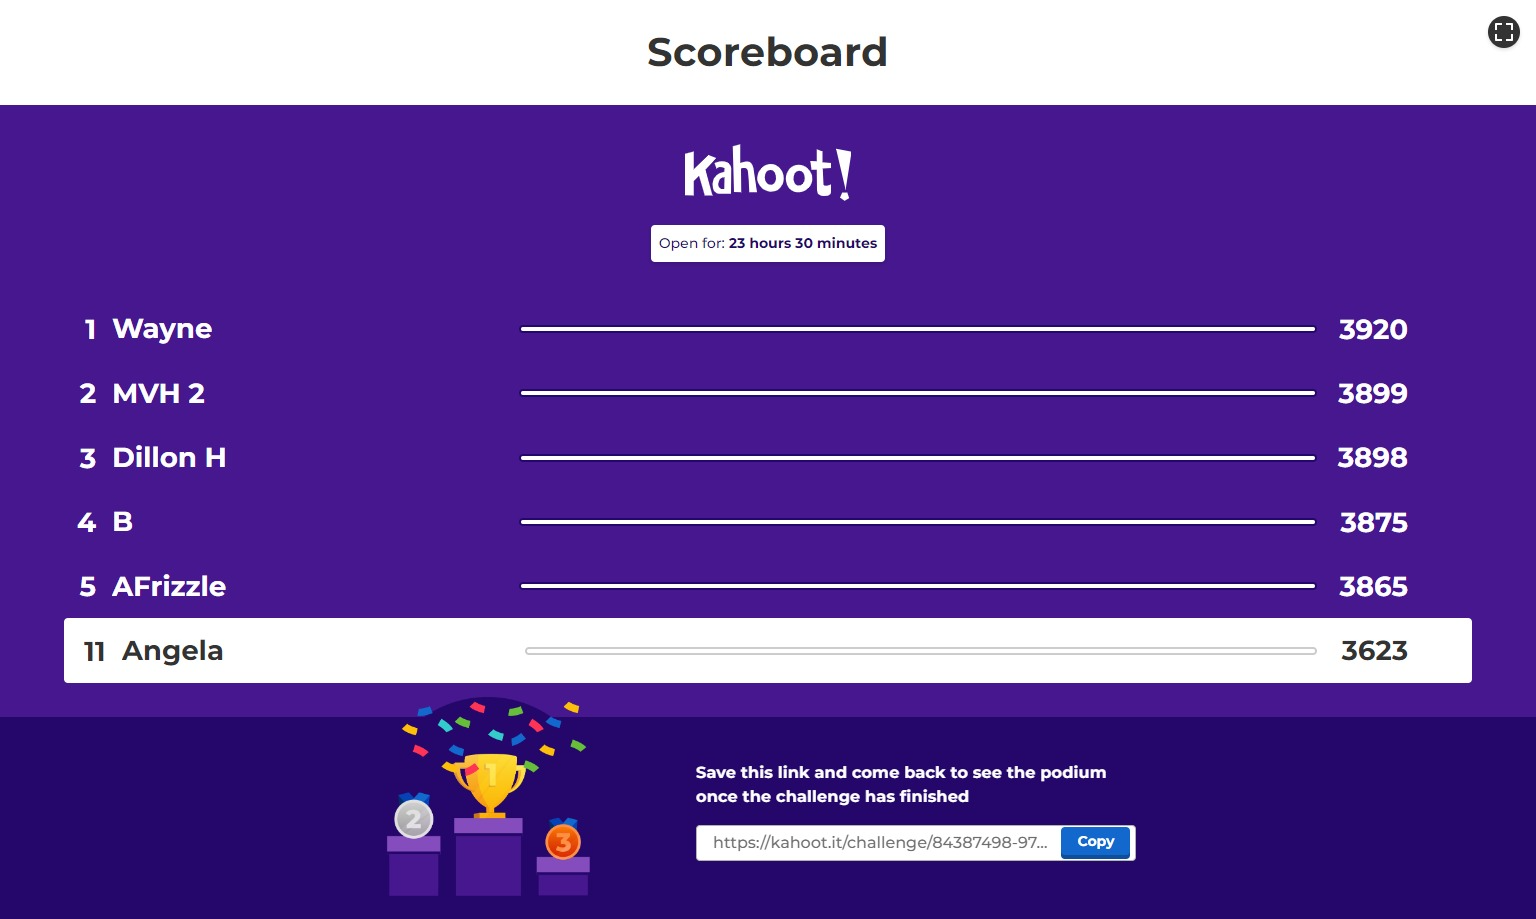 Scoreboard
Kahoot!
Open for: 23 hours 30 minutes
1 Wayne 3920
2 MVH 2 3899
3 Dillon H 3898
4 B 3875
5 AFrizzle 3865
11 Angela 3623
1
2
3
Save this link and come back to see the podium
once the challenge has finished
https://kahoot.it/challenge/84387498-97... Copy